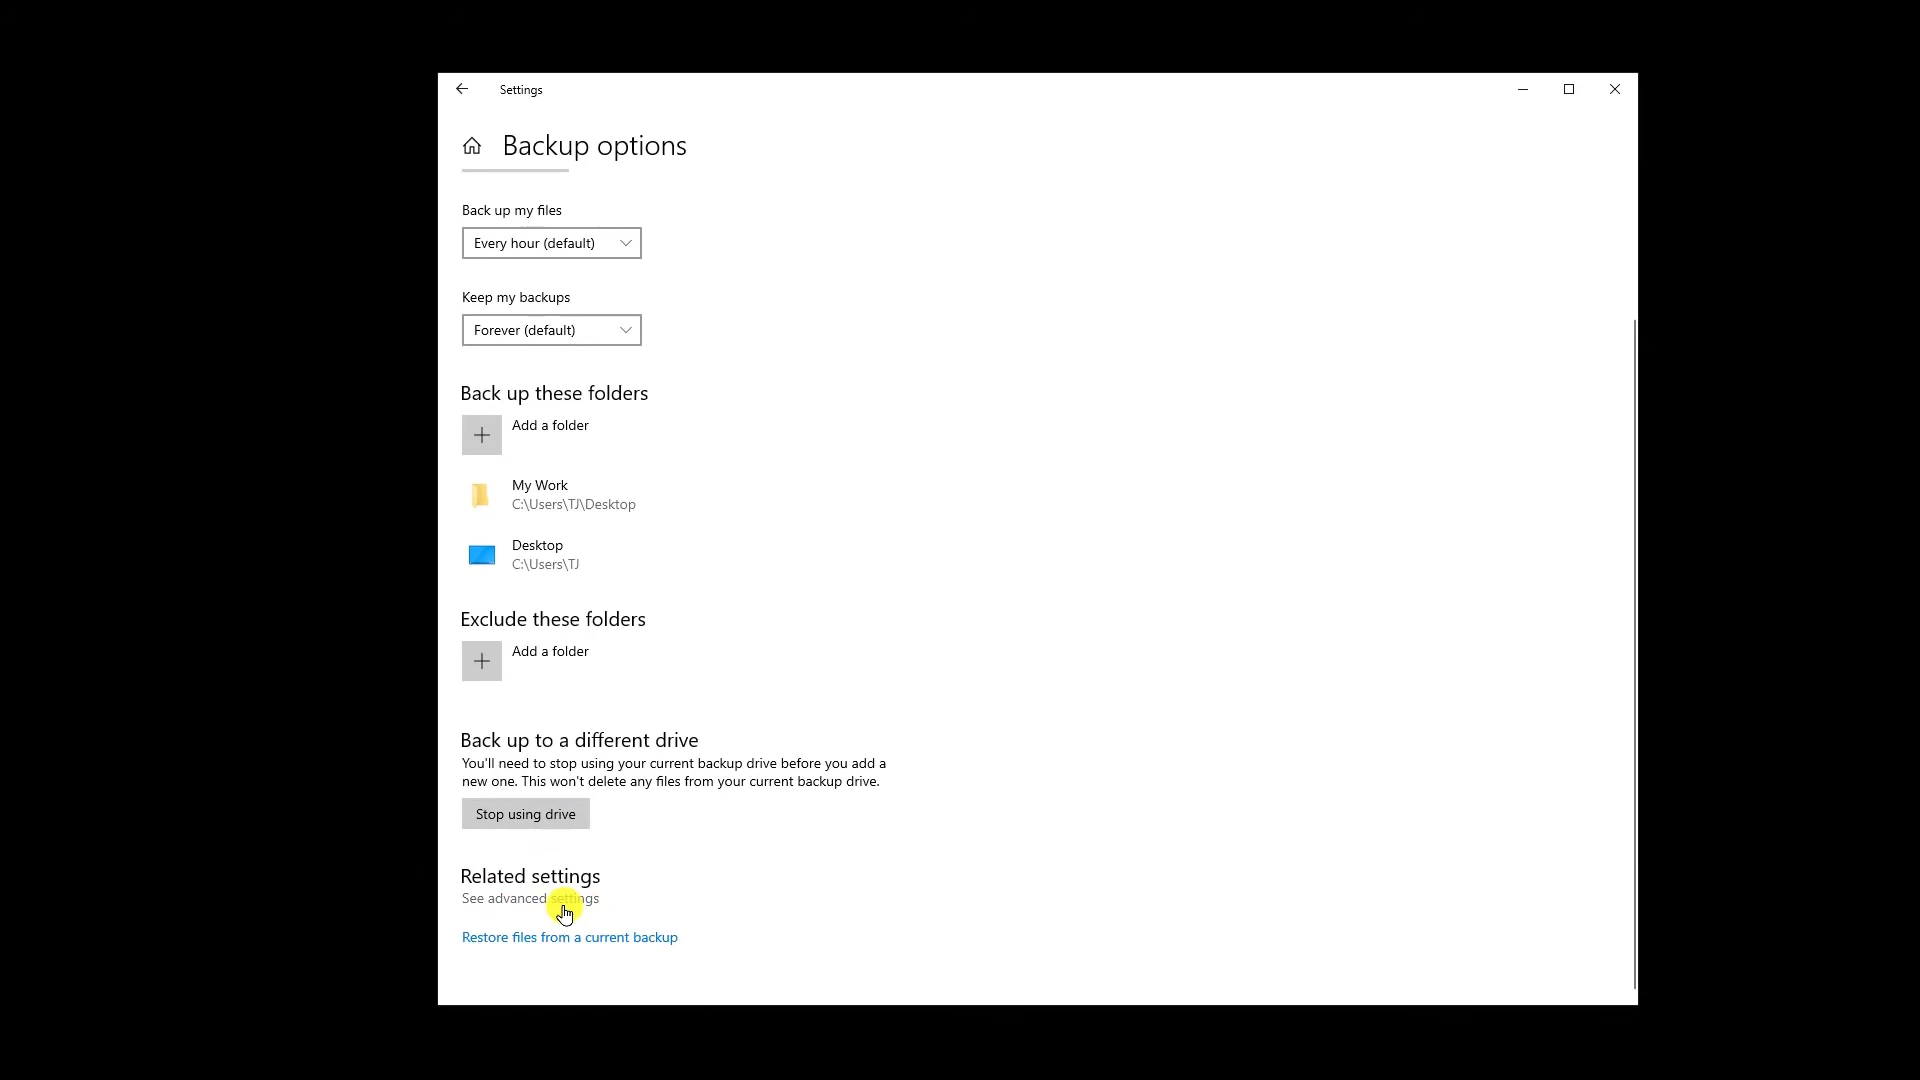 Settings
Backup options
Back up my files
Every hour (default)
Keep my backups
Forever (default)
Back up these folders
Add a folder
My Work
C:\Users\TJ\Desktop
Desktop
C:\Users\TJ
Exclude these folders
Add a folder
Back up to a different drive
You'll need to stop using your current backup drive before you add a
new one. This won't delete any files from your current backup drive.
Stop using drive
Related settings
See advanced settings
Restore files from a current backup